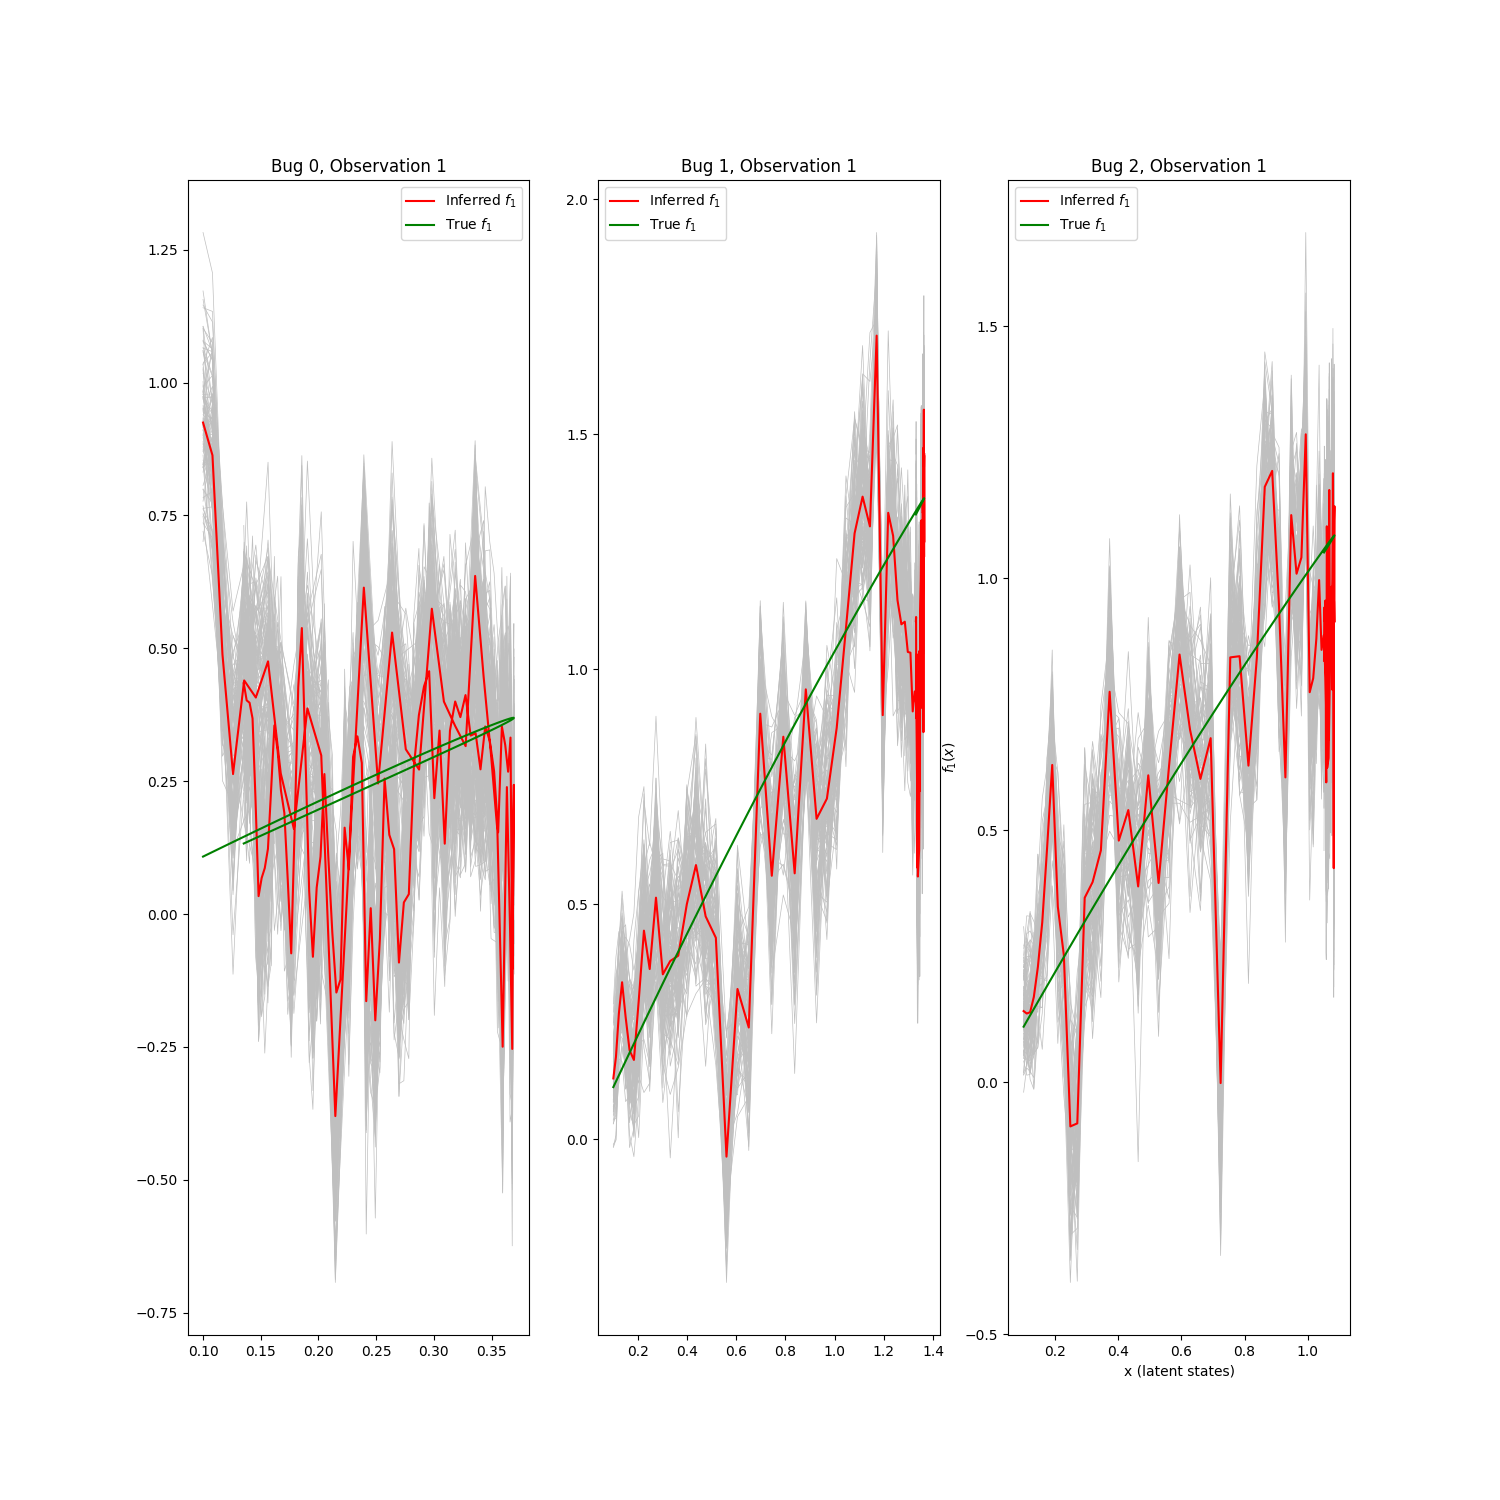 Bug 0, Observation 1
Inferred f₁
True f₁
1.25
1.00
0.75
0.50
0.25
0.00
−0.25
−0.50
−0.75
0.10 0.15 0.20 0.25 0.30 0.35
Bug 1, Observation 1
Inferred f₁
True f₁
2.0
1.5
1.0
0.5
0.0
0.2 0.4 0.6 0.8 1.0 1.2 1.4
Bug 2, Observation 1
Inferred f₁
True f₁
f₁(x)
1.5
1.0
0.5
0.0
−0.5
0.2 0.4 0.6 0.8 1.0
x (latent states)